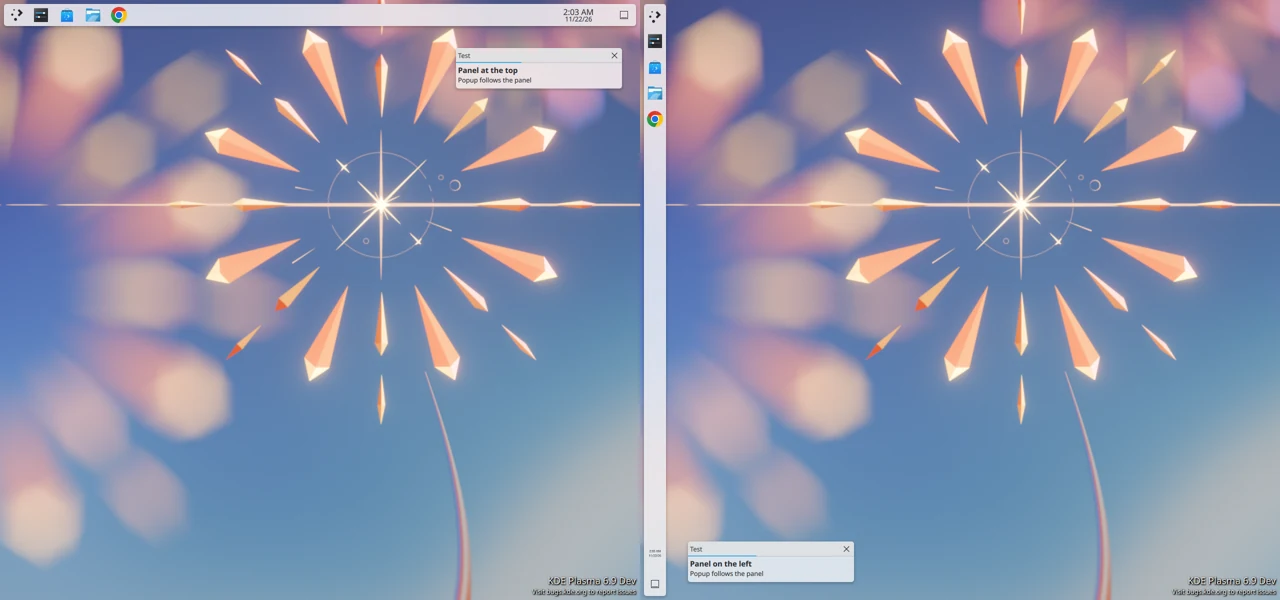 2:03 AM
11/22/26
Test
Panel at the top
Popup follows the panel
KDE Plasma 6.9 Dev
Visit bugs.kde.org to report issues
Test
Panel on the left
Popup follows the panel
KDE Plasma 6.9 Dev
Visit bugs.kde.org to report issues